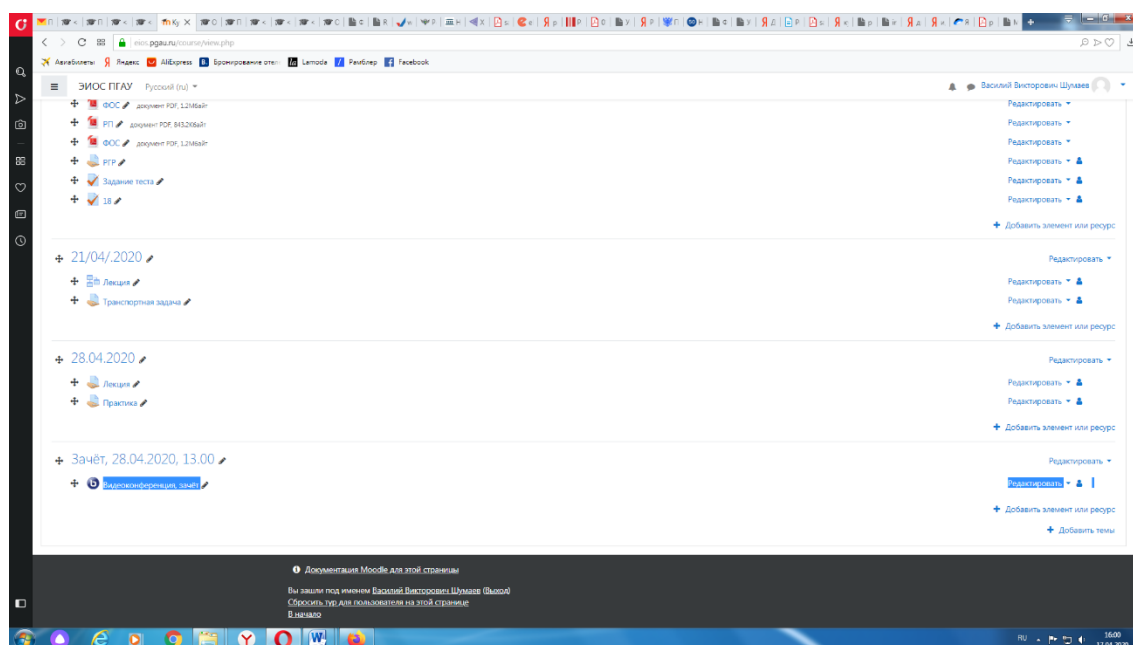 eios.pgau.ru/course/view.php
Авиабилеты Яндекс AliExpress Бронирование отел Lamoda Рамблер Facebook
ЭИОС ПГАУ Русский (ru) Василий Викторович Шумаев
ФОС документ PDF, 1.2Мбайт Редактировать
РП документ PDF, 843.2Кбайт Редактировать
ФОС документ PDF, 1.2Мбайт Редактировать
РГР Редактировать
Задание теста Редактировать
18 Редактировать
+ Добавить элемент или ресурс
21/04/.2020 Редактировать
Лекция Редактировать
Транспортная задача Редактировать
+ Добавить элемент или ресурс
28.04.2020 Редактировать
Лекция Редактировать
Практика Редактировать
+ Добавить элемент или ресурс
Зачёт, 28.04.2020, 13.00 Редактировать
Видеоконференция, зачёт Редактировать
+ Добавить элемент или ресурс
+ Добавить темы
Документация Moodle для этой страницы
Вы зашли под именем Василий Викторович Шумаев (Выход)
Сбросить тур для пользователя на этой странице
В начало
RU 16:00
17.04.2020